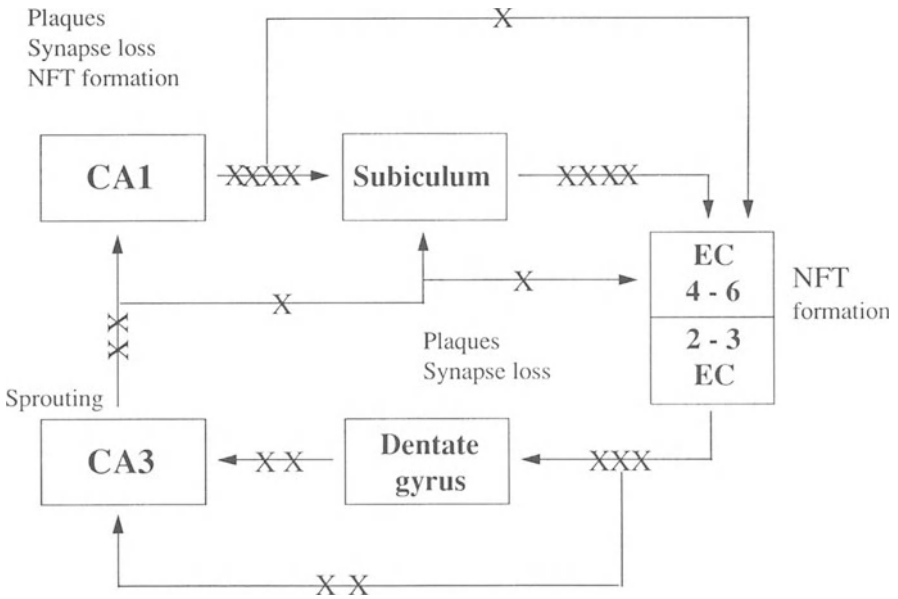 Plaques
Synapse loss
NFT formation
X
CA1
XXXX
Subiculum
XXXX
EC
4 - 6
2 - 3
EC
NFT
formation
X
X
XX
Plaques
Synapse loss
Sprouting
CA3
X X
Dentate
gyrus
XXX
X X